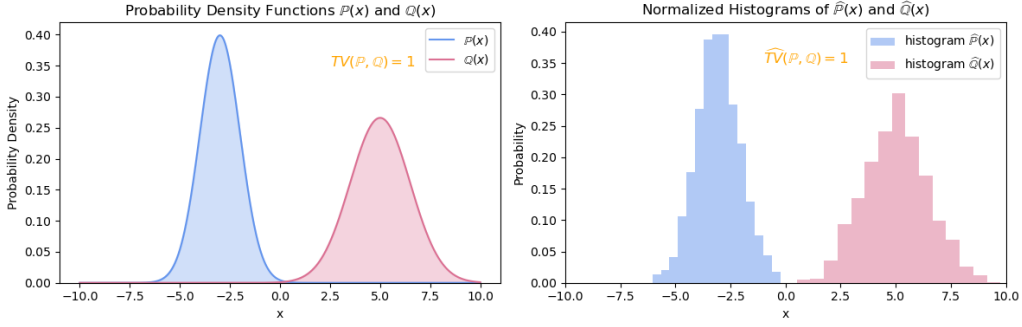 Probability Density Functions ℙ(x) and ℚ(x)
0.40
0.35
0.30
0.25
0.20
0.15
0.10
0.05
0.00
Probability Density
TV(ℙ, ℚ) = 1
ℙ(x)
ℚ(x)
−10.0 −7.5 −5.0 −2.5 0.0 2.5 5.0 7.5 10.0
x
Normalized Histograms of ℙ̂(x) and ℚ̂(x)
0.40
0.35
0.30
0.25
0.20
0.15
0.10
0.05
0.00
Probability
T̂V(ℙ, ℚ) = 1
histogram ℙ̂(x)
histogram ℚ̂(x)
−10.0 −7.5 −5.0 −2.5 0.0 2.5 5.0 7.5 10.0
x